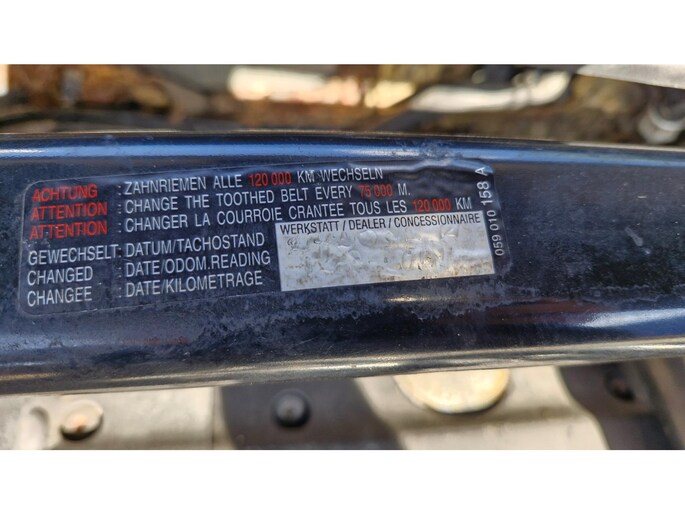 ACHTUNG : ZAHNRIEMEN ALLE 120 000 KM WECHSELN
ATTENTION : CHANGE THE TOOTHED BELT EVERY 75 000 M.
ATTENTION : CHANGER LA COURROIE CRANTÉE TOUS LES 120 000 KM
WERKSTATT / DEALER / CONCESSIONNAIRE
GEWECHSELT: DATUM/TACHOSTAND
CHANGED : DATE/ODOM.READING
CHANGEE : DATE/KILOMETRAGE
059 010 158 A